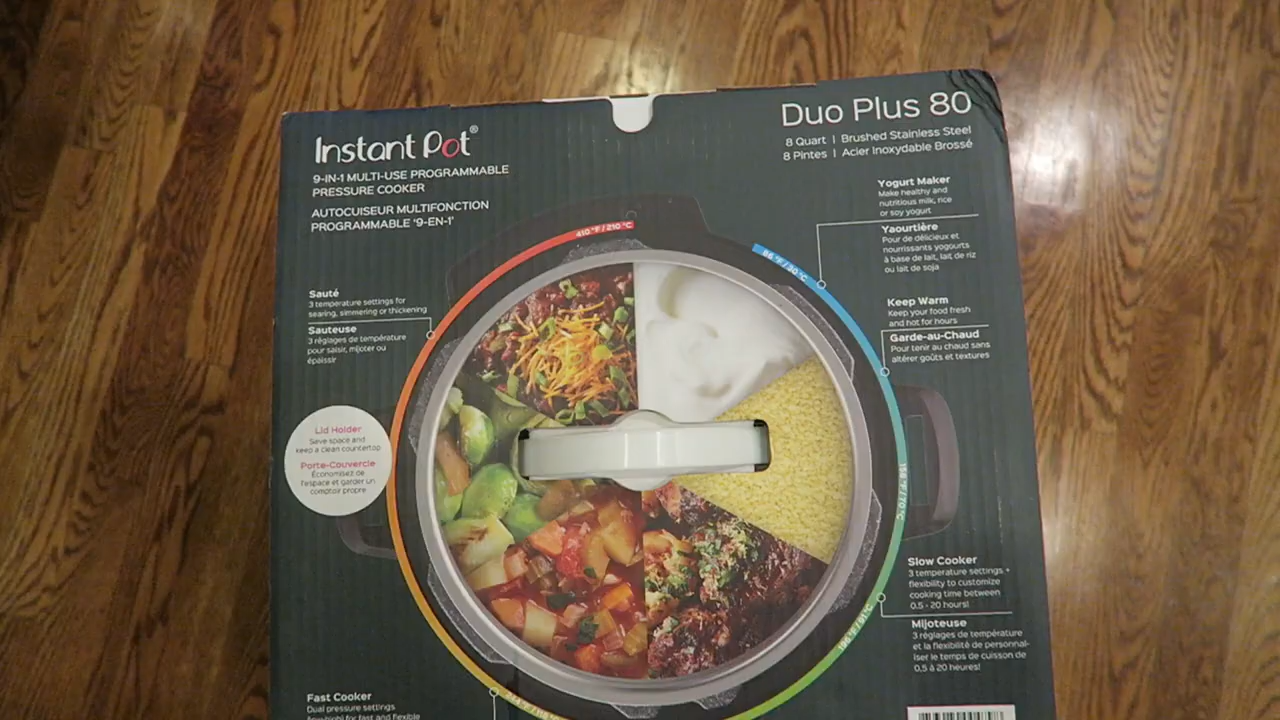 Instant Pot®
9-IN-1 MULTI-USE PROGRAMMABLE
PRESSURE COOKER
AUTOCUISEUR MULTIFONCTION
PROGRAMMABLE '9-EN-1'
Duo Plus 80
8 Quart | Brushed Stainless Steel
8 Pintes | Acier Inoxydable Brossé
410 °F / 210 °C
86 °F / 30 °C
Yogurt Maker
Make healthy and
nutritious milk, rice
or soy yogurt
Yaourtière
Pour de délicieux et
nourrissants yogourts
à base de lait, lait de riz
ou lait de soja
Sauté
3 temperature settings for
searing, simmering or thickening
Sauteuse
3 réglages de température
pour saisir, mijoter ou
épaissir
Keep Warm
Keep your food fresh
and hot for hours
Garde-au-Chaud
Pour tenir au chaud sans
altérer goûts et textures
Lid Holder
Save space and
keep a clean countertop
Porte-Couvercle
Économisez de
l'espace et garder un
comptoir propre
158 °F / 70 °C
Slow Cooker
3 temperature settings +
flexibility to customize
cooking time between
0.5 - 20 hours!
Mijoteuse
3 réglages de température
et la flexibilité de personnal-
iser le temps de cuisson de
0,5 à 20 heures!
Fast Cooker
Dual pressure settings
for fast and flexible